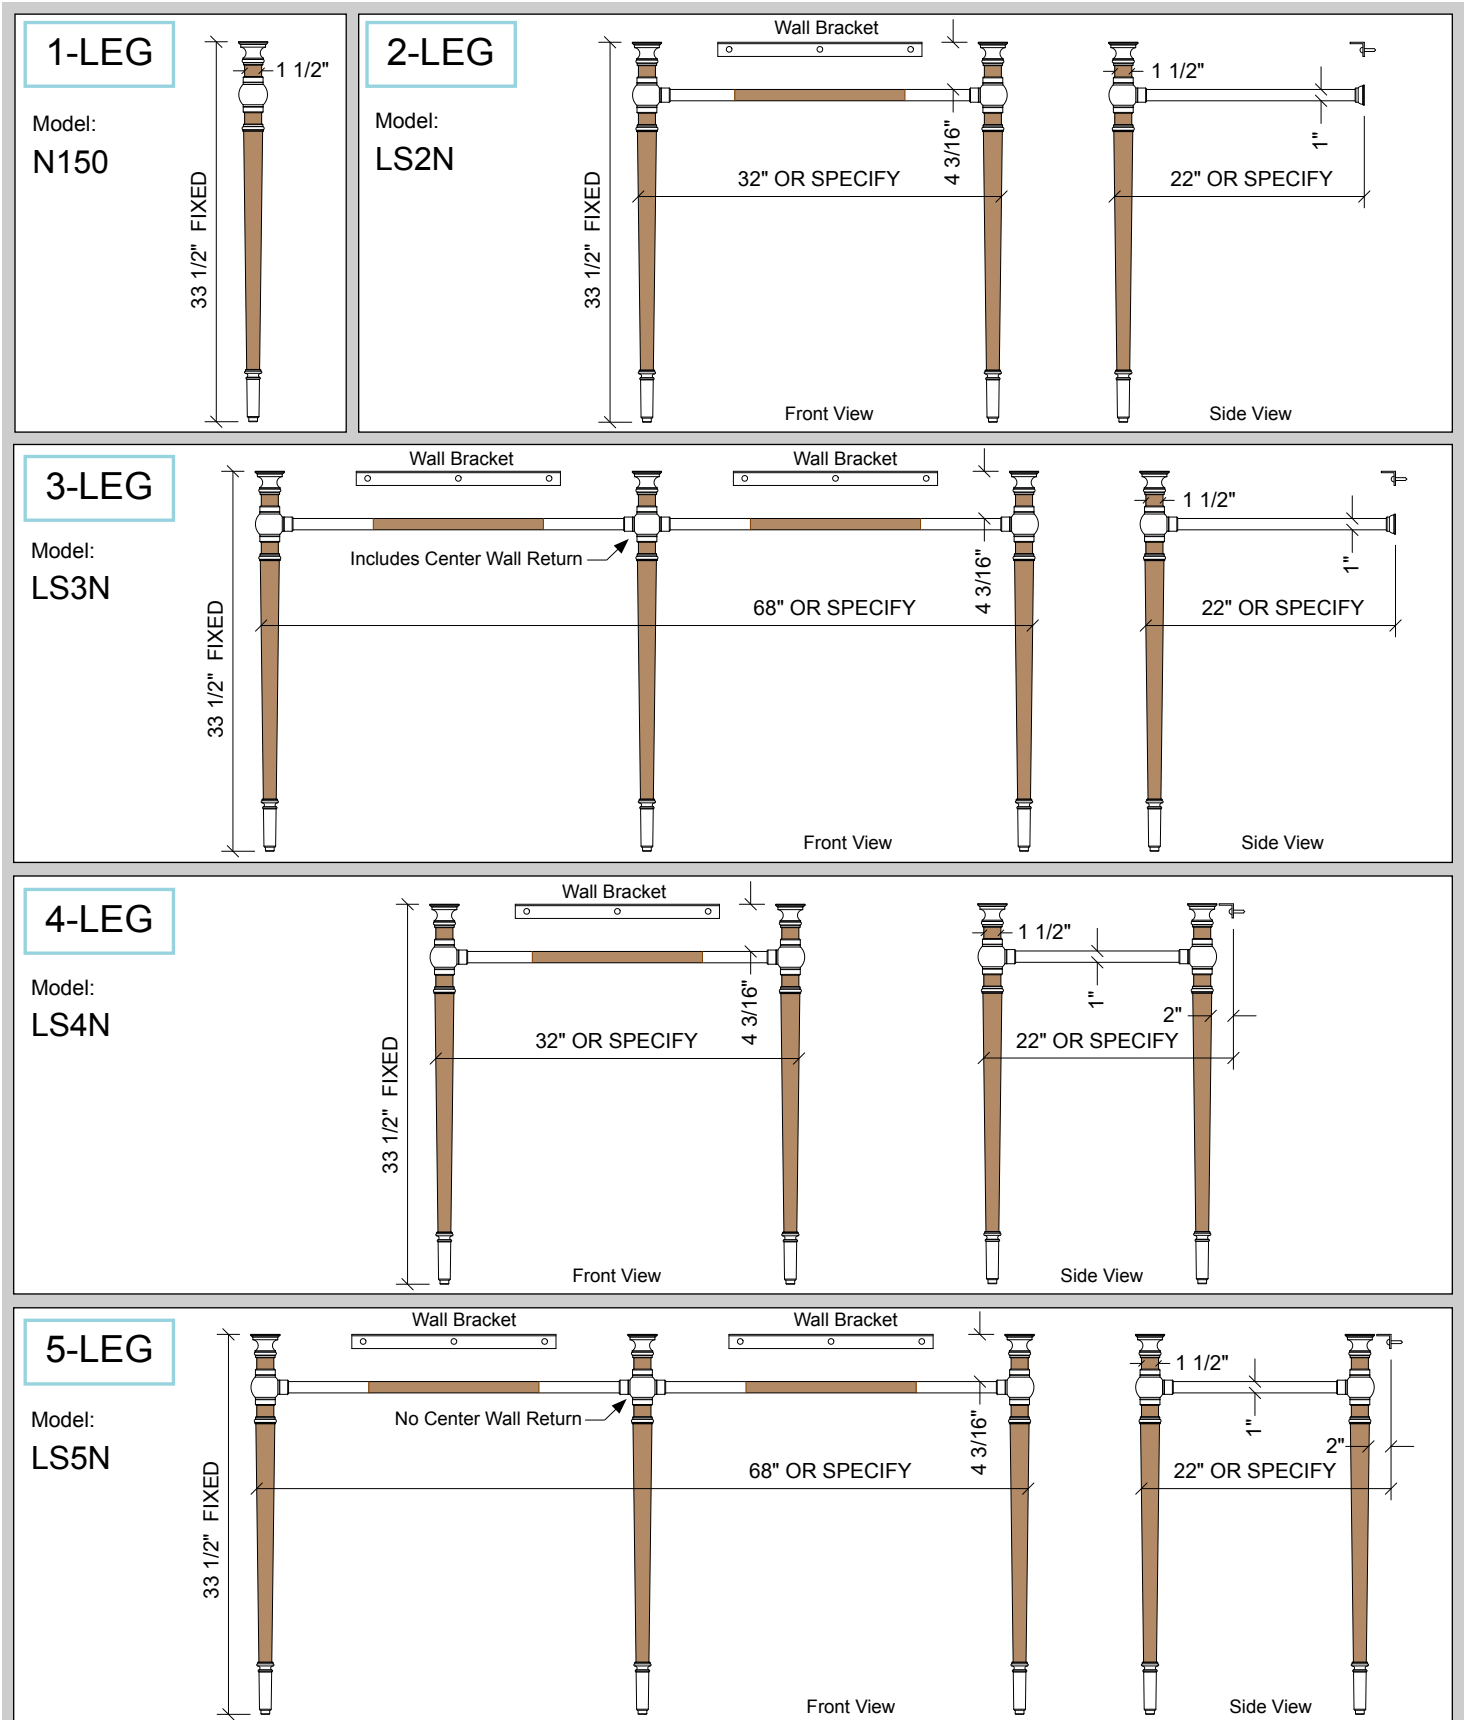 1-LEG
Model:
N150
1 1/2"
33 1/2" FIXED
2-LEG
Model:
LS2N
Wall Bracket
33 1/2" FIXED
32" OR SPECIFY
4 3/16"
Front View
1 1/2"
1"
22" OR SPECIFY
Side View
3-LEG
Model:
LS3N
Wall Bracket
Wall Bracket
Includes Center Wall Return
33 1/2" FIXED
68" OR SPECIFY
4 3/16"
Front View
1 1/2"
1"
22" OR SPECIFY
Side View
4-LEG
Model:
LS4N
Wall Bracket
33 1/2" FIXED
32" OR SPECIFY
4 3/16"
Front View
1 1/2"
1"
2"
22" OR SPECIFY
Side View
5-LEG
Model:
LS5N
Wall Bracket
Wall Bracket
No Center Wall Return
33 1/2" FIXED
68" OR SPECIFY
4 3/16"
Front View
1 1/2"
1"
2"
22" OR SPECIFY
Side View